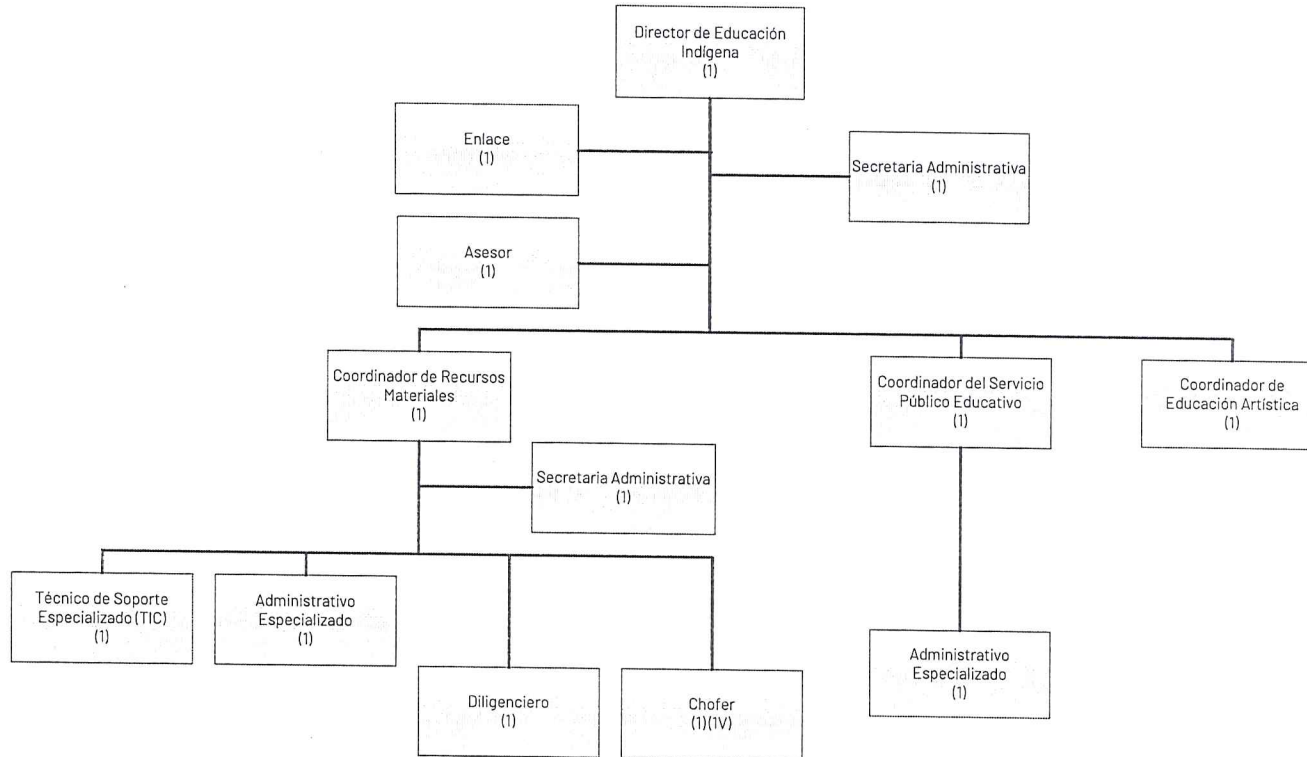 Director de Educación
Indígena
(1)
Enlace
(1)
Secretaria Administrativa
(1)
Asesor
(1)
Coordinador de Recursos
Materiales
(1)
Coordinador del Servicio
Público Educativo
(1)
Coordinador de
Educación Artística
(1)
Secretaria Administrativa
(1)
Técnico de Soporte
Especializado (TIC)
(1)
Administrativo
Especializado
(1)
Diligenciero
(1)
Chofer
(1)(1V)
Administrativo
Especializado
(1)